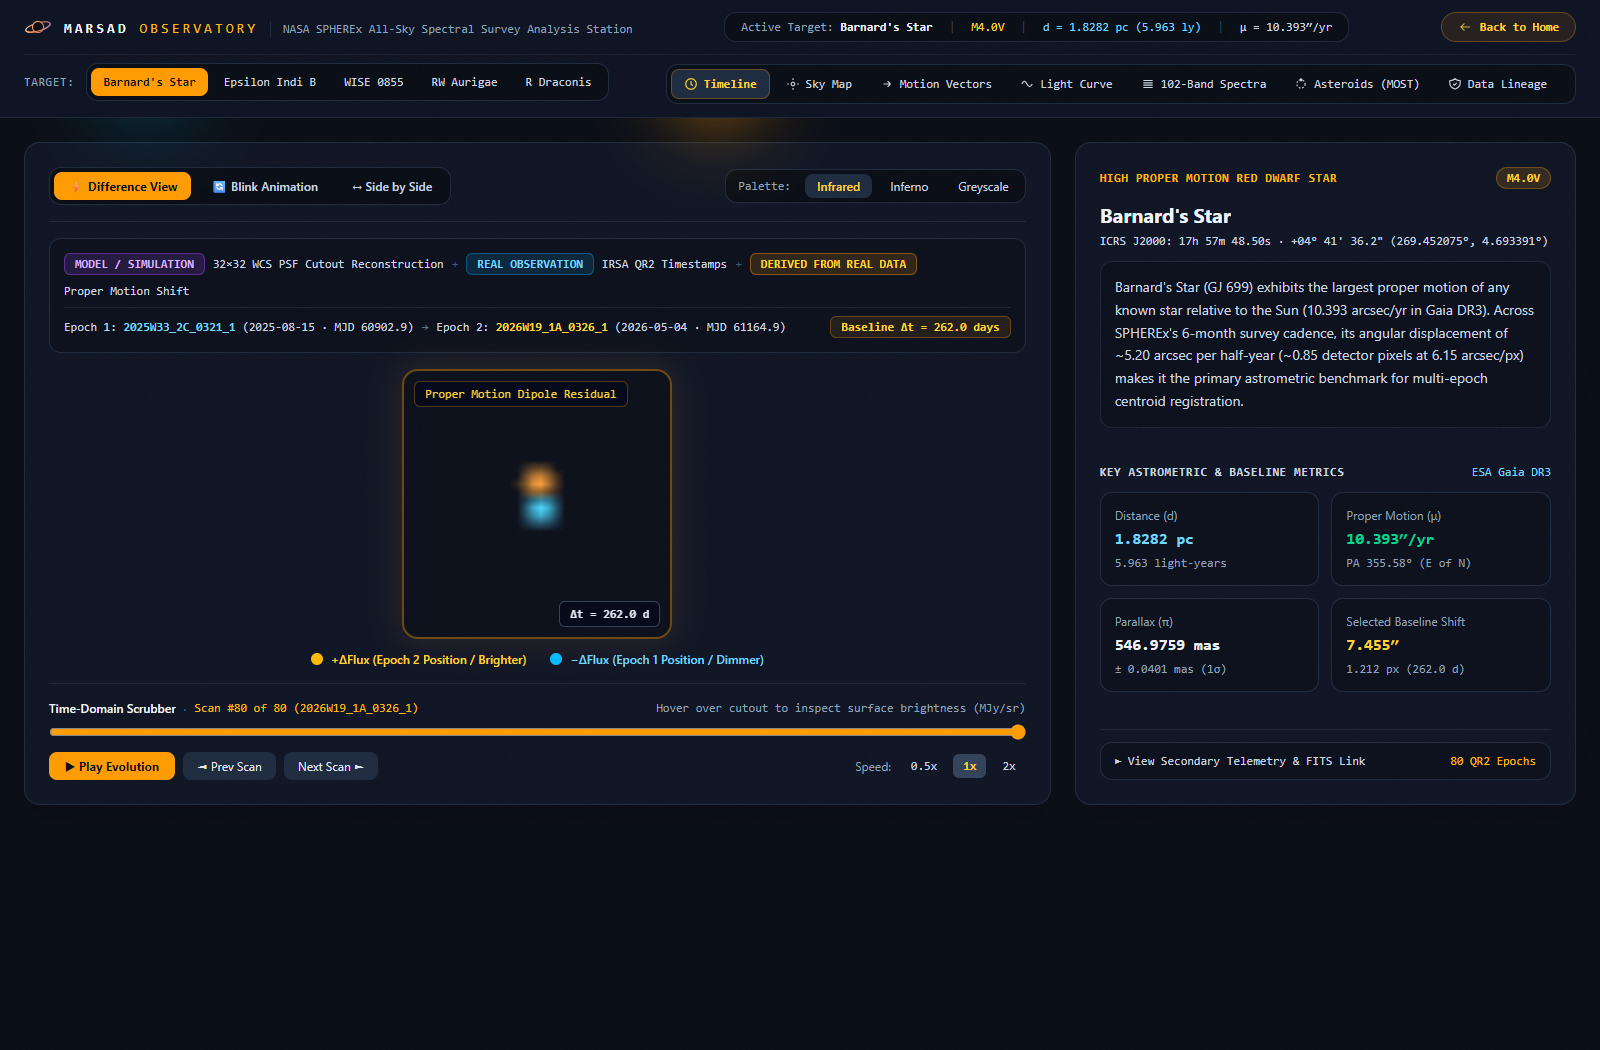 MARSAD OBSERVATORY
NASA SPHEREx All-Sky Spectral Survey Analysis Station
Active Target: Barnard's Star | M4.0V | d = 1.8282 pc (5.963 ly) | μ = 10.393″/yr
← Back to Home
TARGET: Barnard's Star Epsilon Indi B WISE 0855 RW Aurigae R Draconis
Timeline Sky Map Motion Vectors Light Curve 102-Band Spectra Asteroids (MOST) Data Lineage
Difference View Blink Animation ↔ Side by Side
Palette: Infrared Inferno Greyscale
MODEL / SIMULATION 32×32 WCS PSF Cutout Reconstruction + REAL OBSERVATION IRSA QR2 Timestamps + DERIVED FROM REAL DATA
Proper Motion Shift
Epoch 1: 2025W33_2C_0321_1 (2025-08-15 · MJD 60902.9) → Epoch 2: 2026W19_1A_0326_1 (2026-05-04 · MJD 61164.9)
Baseline Δt = 262.0 days
Proper Motion Dipole Residual
Δt = 262.0 d
+ΔFlux (Epoch 2 Position / Brighter) −ΔFlux (Epoch 1 Position / Dimmer)
Time-Domain Scrubber · Scan #80 of 80 (2026W19_1A_0326_1)
Hover over cutout to inspect surface brightness (MJy/sr)
▶ Play Evolution ◄ Prev Scan Next Scan ►
Speed: 0.5x 1x 2x
HIGH PROPER MOTION RED DWARF STAR
M4.0V
Barnard's Star
ICRS J2000: 17h 57m 48.50s · +04° 41' 36.2" (269.452075°, 4.693391°)
Barnard's Star (GJ 699) exhibits the largest proper motion of any
known star relative to the Sun (10.393 arcsec/yr in Gaia DR3). Across
SPHEREx's 6-month survey cadence, its angular displacement of
~5.20 arcsec per half-year (~0.85 detector pixels at 6.15 arcsec/px)
makes it the primary astrometric benchmark for multi-epoch
centroid registration.
KEY ASTROMETRIC & BASELINE METRICS
ESA Gaia DR3
Distance (d)
1.8282 pc
5.963 light-years
Proper Motion (μ)
10.393″/yr
PA 355.58° (E of N)
Parallax (π)
546.9759 mas
± 0.0401 mas (1σ)
Selected Baseline Shift
7.455″
1.212 px (262.0 d)
► View Secondary Telemetry & FITS Link
80 QR2 Epochs